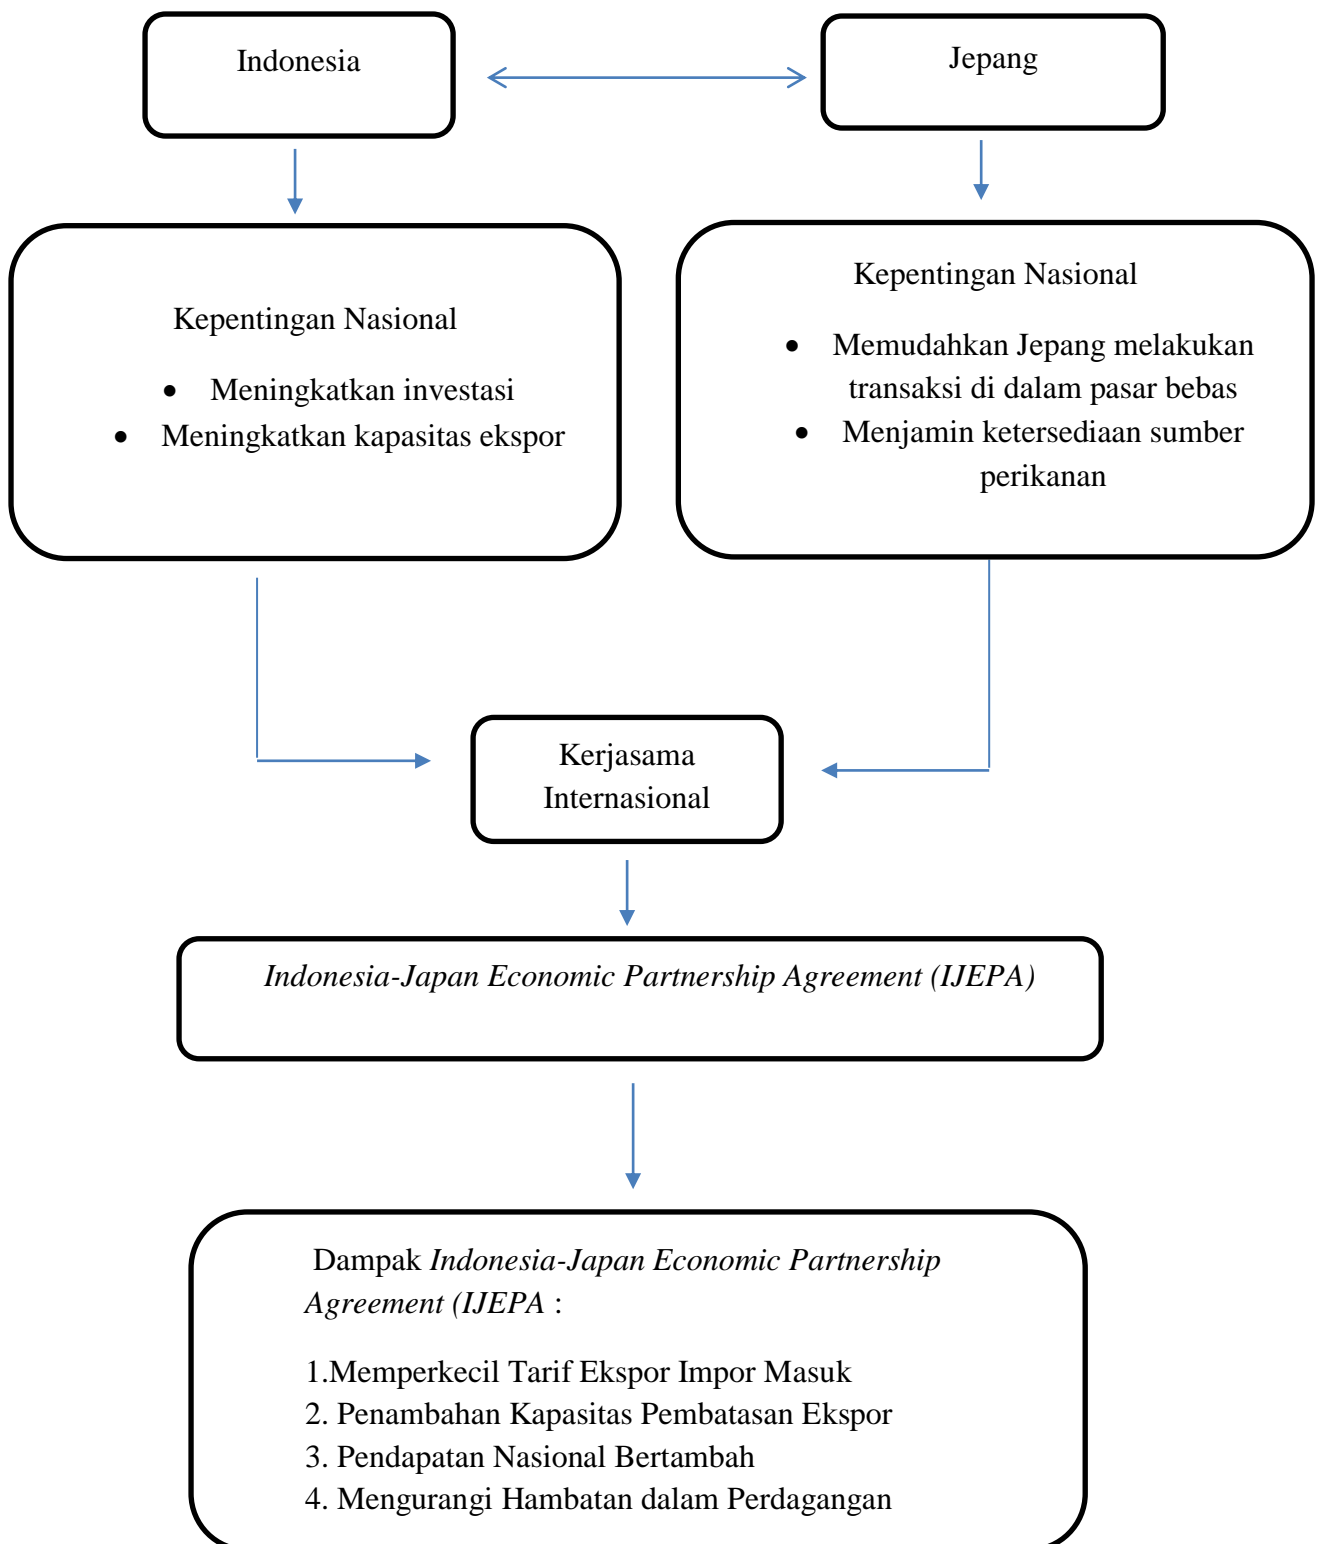 Indonesia
Jepang
Kepentingan Nasional
• Meningkatkan investasi
• Meningkatkan kapasitas ekspor
Kepentingan Nasional
• Memudahkan Jepang melakukan
transaksi di dalam pasar bebas
• Menjamin ketersediaan sumber
perikanan
Kerjasama
Internasional
Indonesia-Japan Economic Partnership Agreement (IJEPA)
Dampak Indonesia-Japan Economic Partnership
Agreement (IJEPA :
1.Memperkecil Tarif Ekspor Impor Masuk
2. Penambahan Kapasitas Pembatasan Ekspor
3. Pendapatan Nasional Bertambah
4. Mengurangi Hambatan dalam Perdagangan